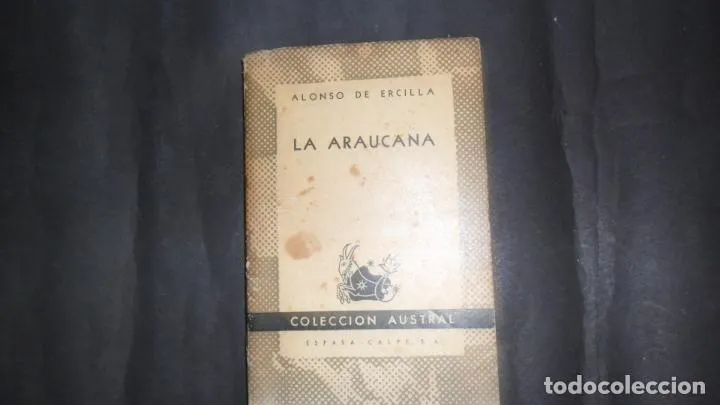 ALONSO DE ERCILLA
LA ARAUCANA
COLECCION AUSTRAL
ESPASA-CALPE, S.A.
todocoleccion